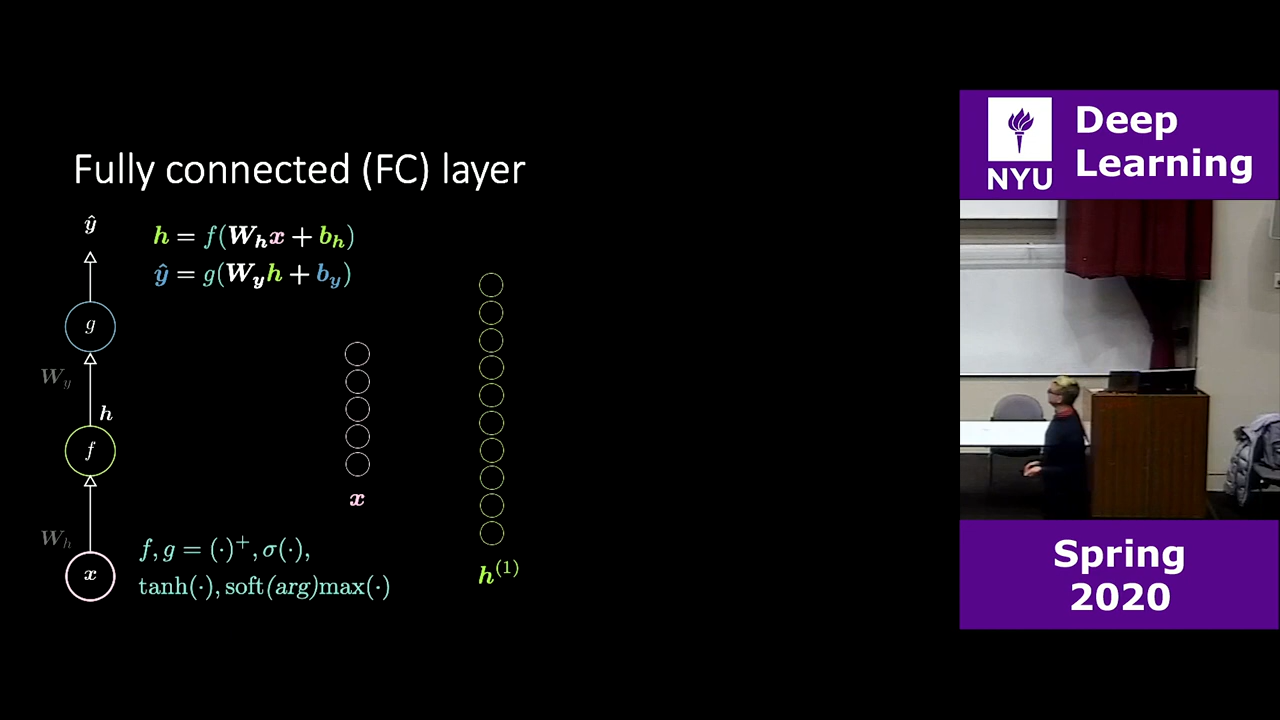 Fully connected (FC) layer
ŷ
h = f(W_h x + b_h)
ŷ = g(W_y h + b_y)
g
W_y
h
f
W_h
x
f, g = (·)⁺, σ(·),
tanh(·), soft(arg)max(·)
x
h⁽¹⁾
NYU
Deep
Learning
Spring
2020